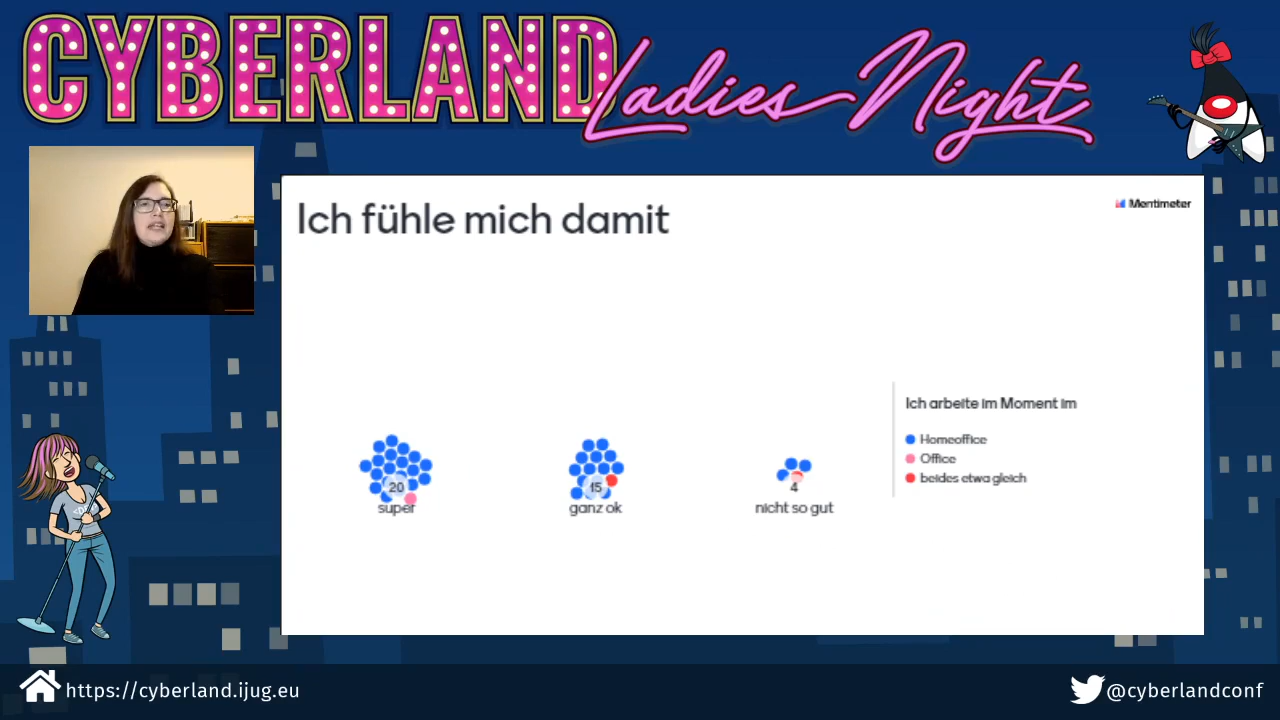 CYBERLAND Ladies Night
Ich fühle mich damit
Mentimeter
Ich arbeite im Moment im
Homeoffice
Office
beides etwa gleich
20
15
4
super
ganz ok
nicht so gut
https://cyberland.ijug.eu
@cyberlandconf